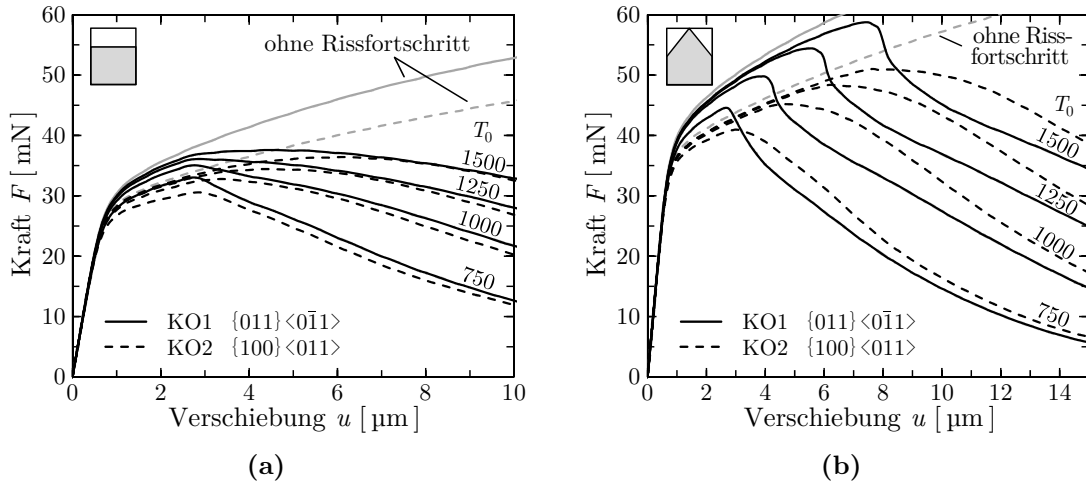 60
50
40
30
20
10
0
Kraft F [ mN ]
ohne Rissfortschritt
T0
1500
1250
1000
750
KO1 {011}<01̄1>
KO2 {100}<011>
0 2 4 6 8 10
Verschiebung u [ µm ]
(a)
60
50
40
30
20
10
0
Kraft F [ mN ]
ohne Riss-
fortschritt
T0
1500
1250
1000
750
KO1 {011}<01̄1>
KO2 {100}<011>
0 2 4 6 8 10 12 14
Verschiebung u [ µm ]
(b)